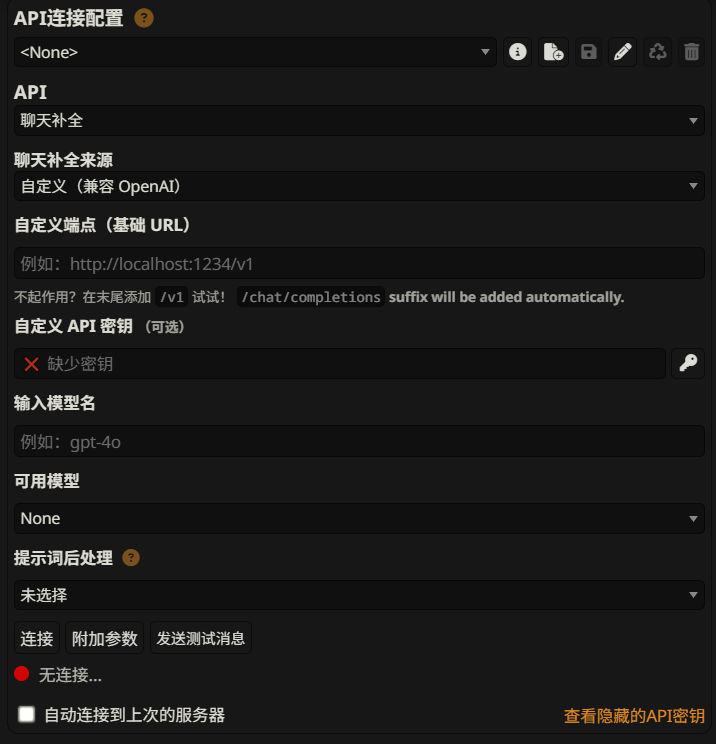 API连接配置 ?
<None>
API
聊天补全
聊天补全来源
自定义（兼容 OpenAI）
自定义端点（基础 URL）
例如：http://localhost:1234/v1
不起作用？在末尾添加 /v1 试试！ /chat/completions suffix will be added automatically.
自定义 API 密钥 （可选）
缺少密钥
输入模型名
例如：gpt-4o
可用模型
None
提示词后处理 ?
未选择
连接 附加参数 发送测试消息
无连接...
自动连接到上次的服务器 查看隐藏的API密钥